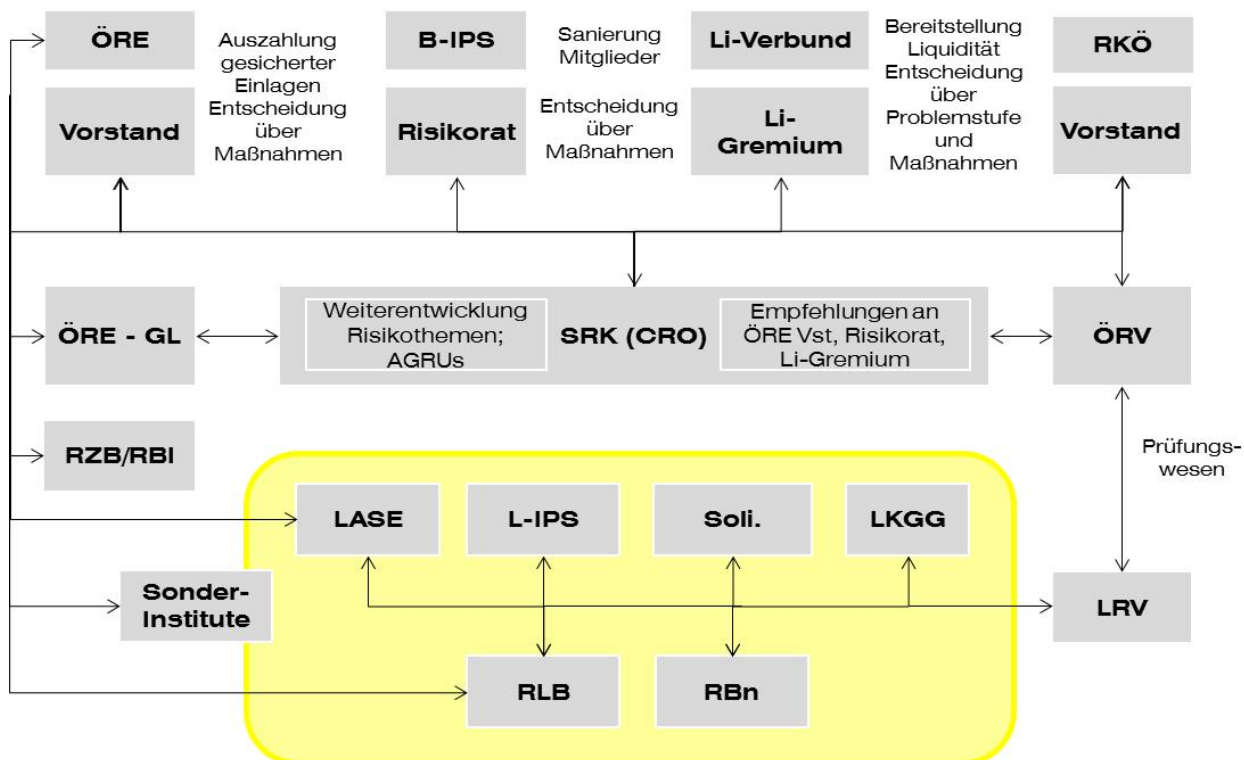 ÖRE
Auszahlung
gesicherter
Einlagen
Entscheidung
über
Maßnahmen
Vorstand
B-IPS
Sanierung
Mitglieder
Risikorat
Entscheidung
über
Maßnahmen
Li-Verbund
Li-
Gremium
Bereitstellung
Liquidität
Entscheidung
über
Problemstufe
und
Maßnahmen
RKÖ
Vorstand
ÖRE - GL
Weiterentwicklung
Risikothemen;
AGRUs
SRK (CRO)
Empfehlungen an
ÖRE Vst, Risikorat,
Li-Gremium
ÖRV
RZB/RBI
Prüfungs-
wesen
LASE
L-IPS
Soli.
LKGG
Sonder-
Institute
LRV
RLB
RBn